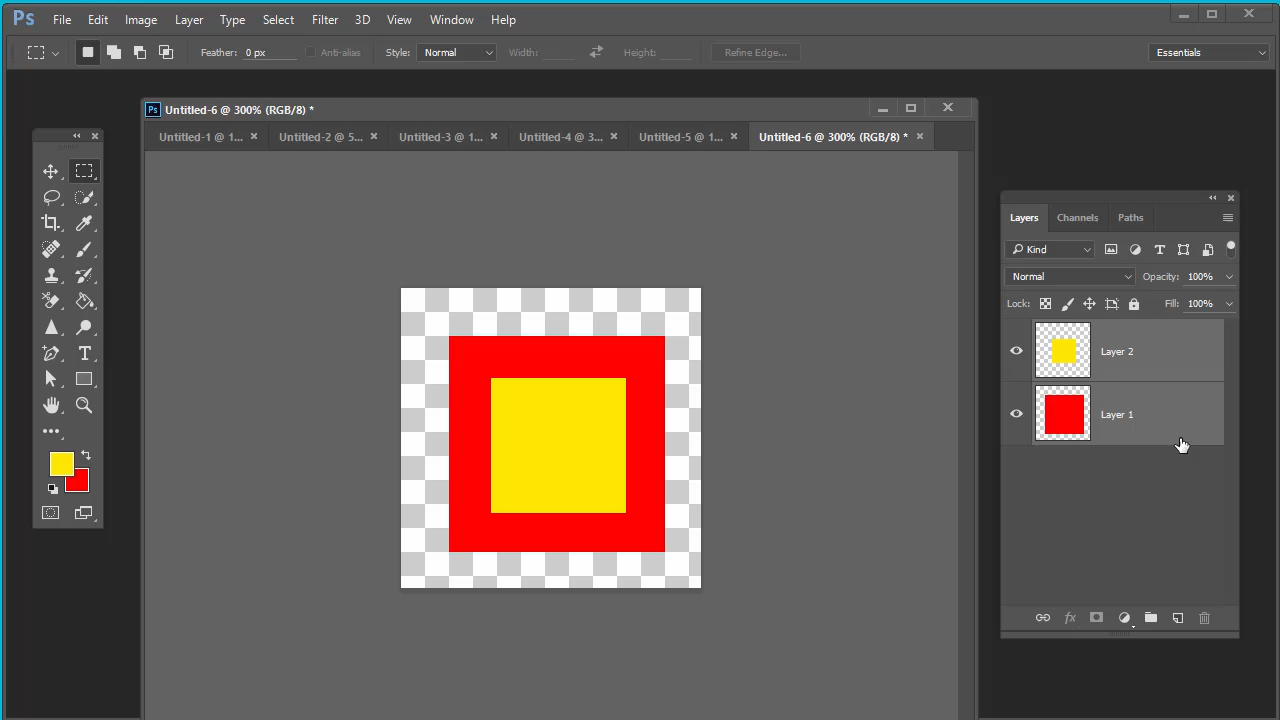 Ps File Edit Image Layer Type Select Filter 3D View Window Help
Feather: 0 px Anti-alias Style: Normal Width: Height: Refine Edge... Essentials
Ps Untitled-6 @ 300% (RGB/8) *
Untitled-1 @ 1... Untitled-2 @ 5... Untitled-3 @ 1... Untitled-4 @ 3... Untitled-5 @ 1... Untitled-6 @ 300% (RGB/8) *
Layers Channels Paths
Kind
Normal Opacity: 100%
Lock: Fill: 100%
Layer 2
Layer 1
fx